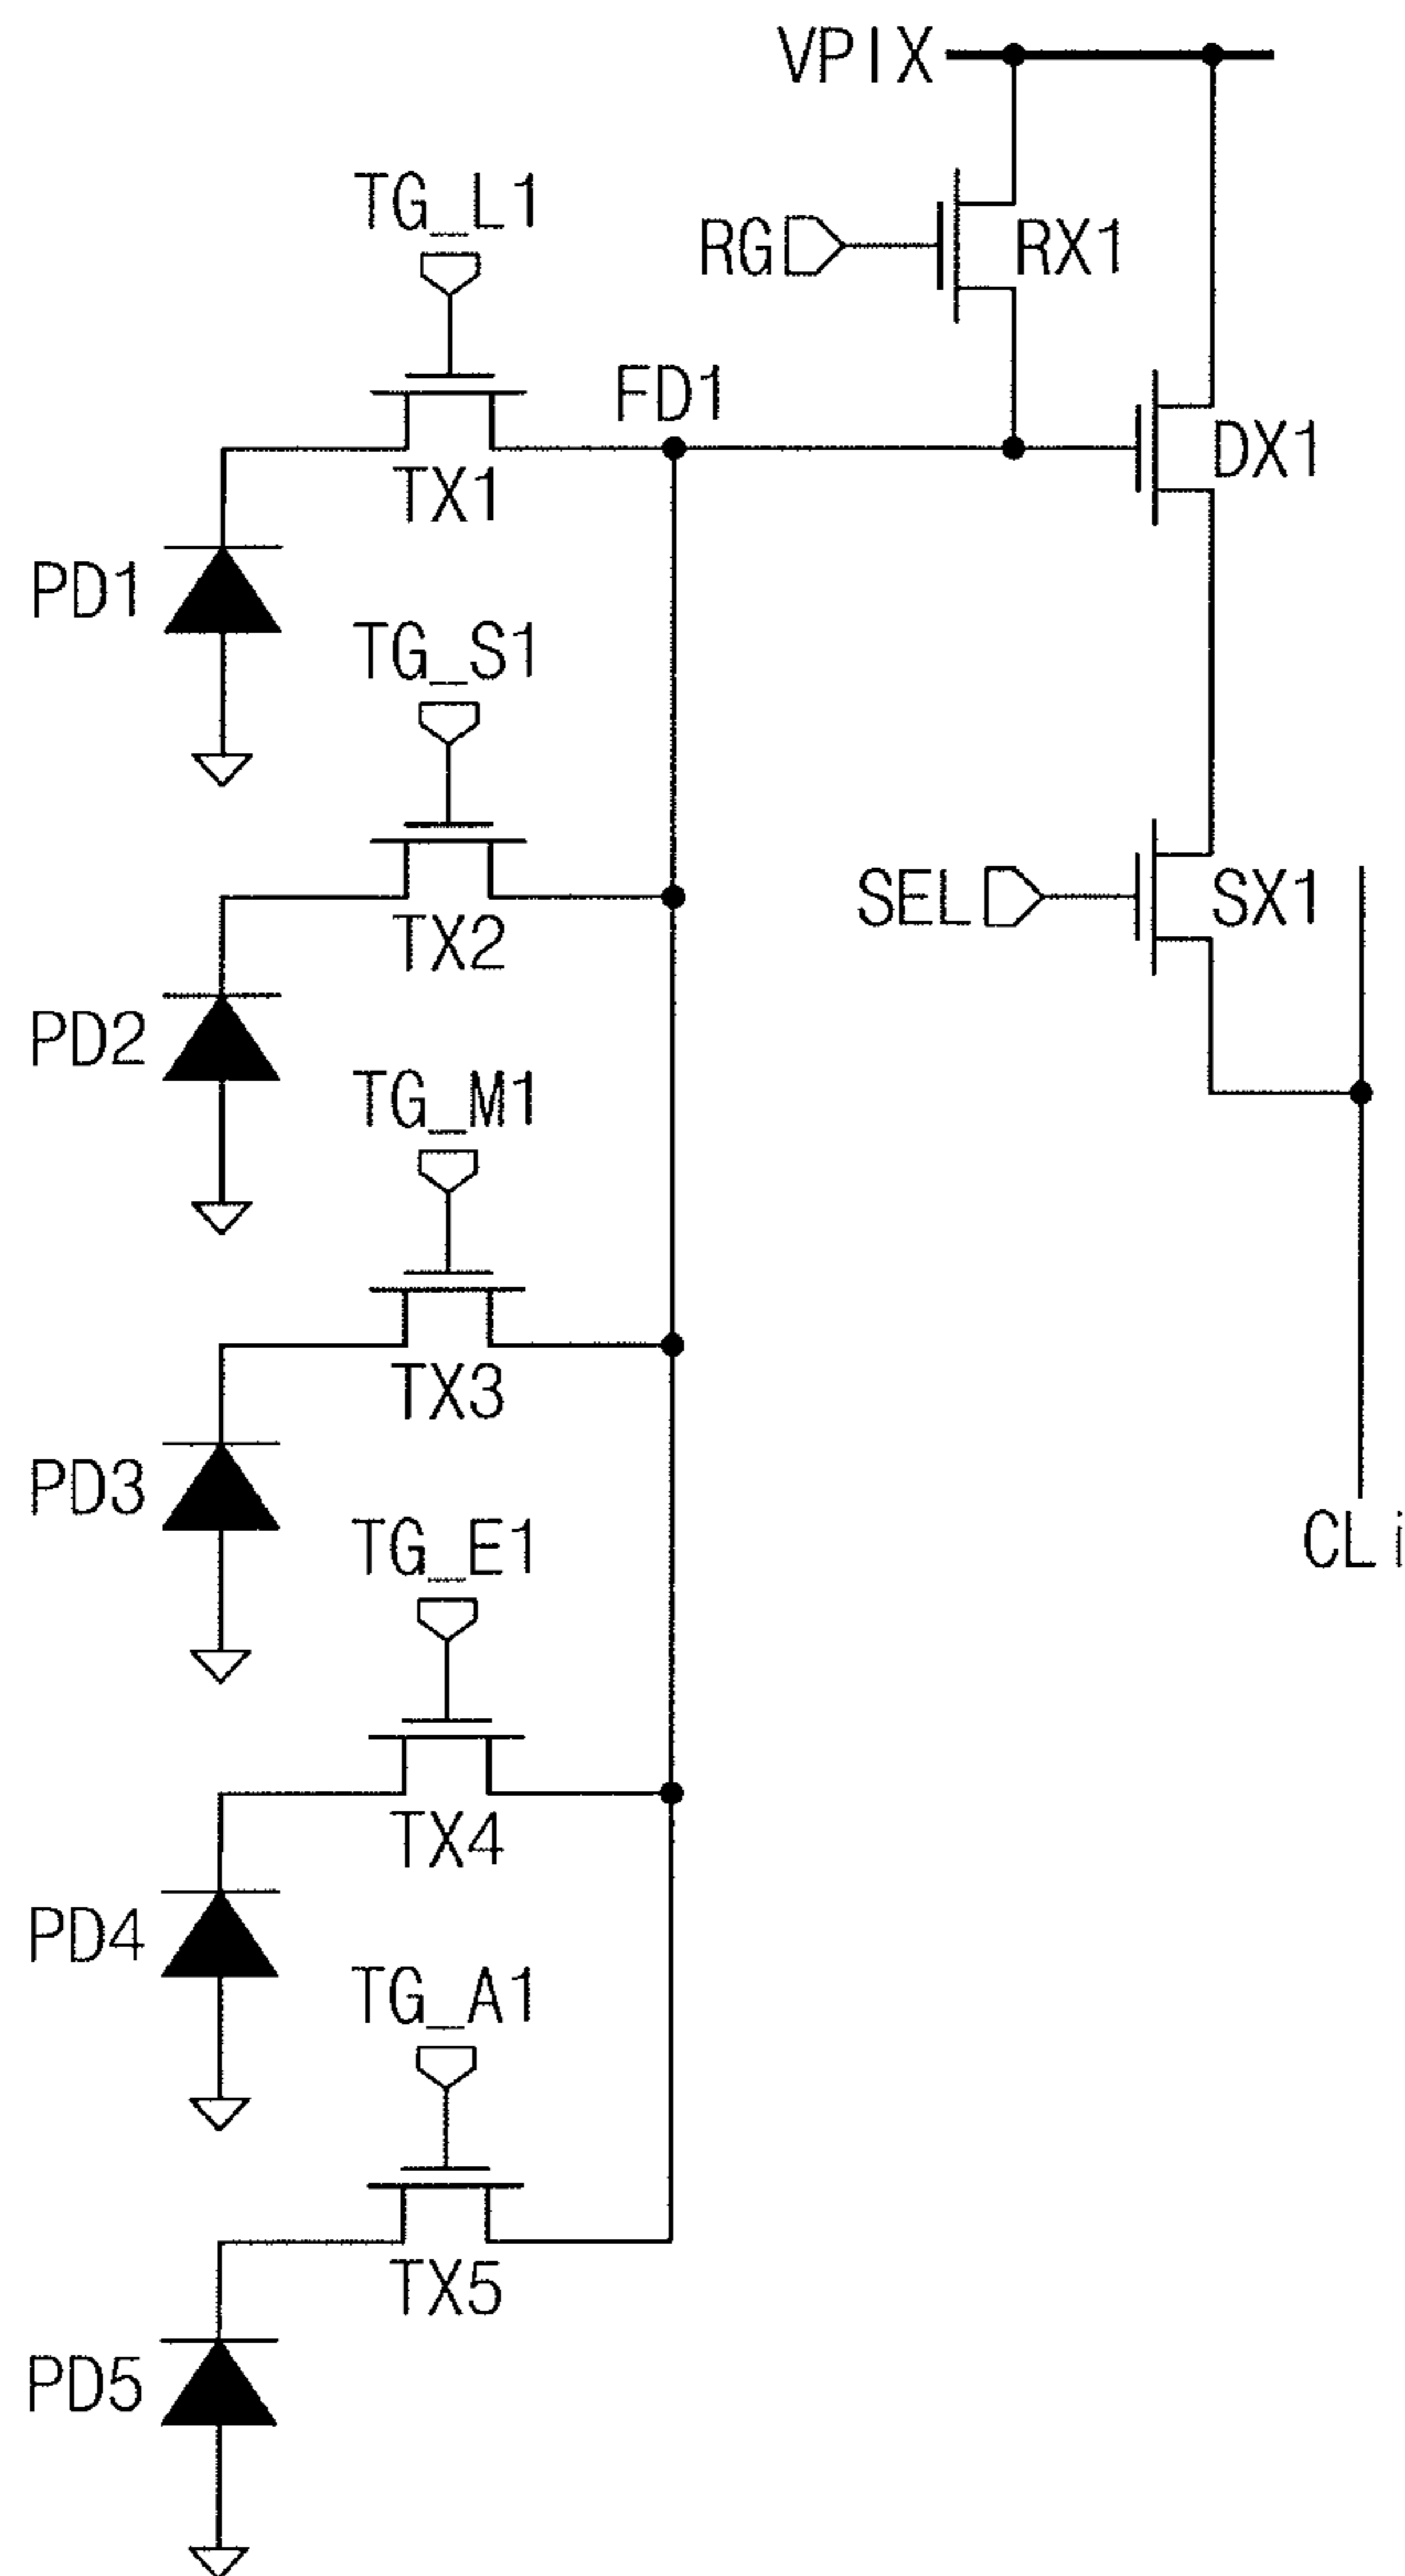 VPIX
TG_L1
RG
RX1
FD1
DX1
TX1
PD1
TG_S1
SEL
SX1
TX2
PD2
TG_M1
TX3
PD3
CLi
TG_E1
TX4
PD4
TG_A1
TX5
PD5